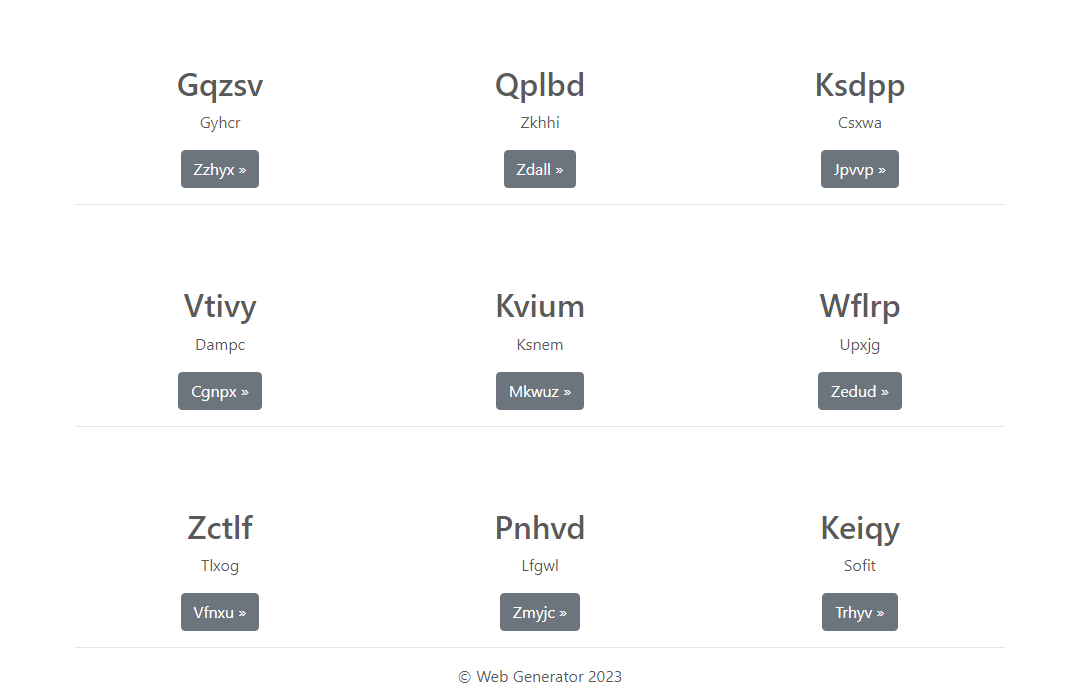 Gqzsv
Gyhcr
Zzhyx »
Qplbd
Zkhhi
Zdall »
Ksdpp
Csxwa
Jpvvp »
Vtivy
Dampc
Cgnpx »
Kvium
Ksnem
Mkwuz »
Wflrp
Upxjg
Zedud »
Zctlf
Tlxog
Vfnxu »
Pnhvd
Lfgwl
Zmyjc »
Keiqy
Sofit
Trhyv »
© Web Generator 2023